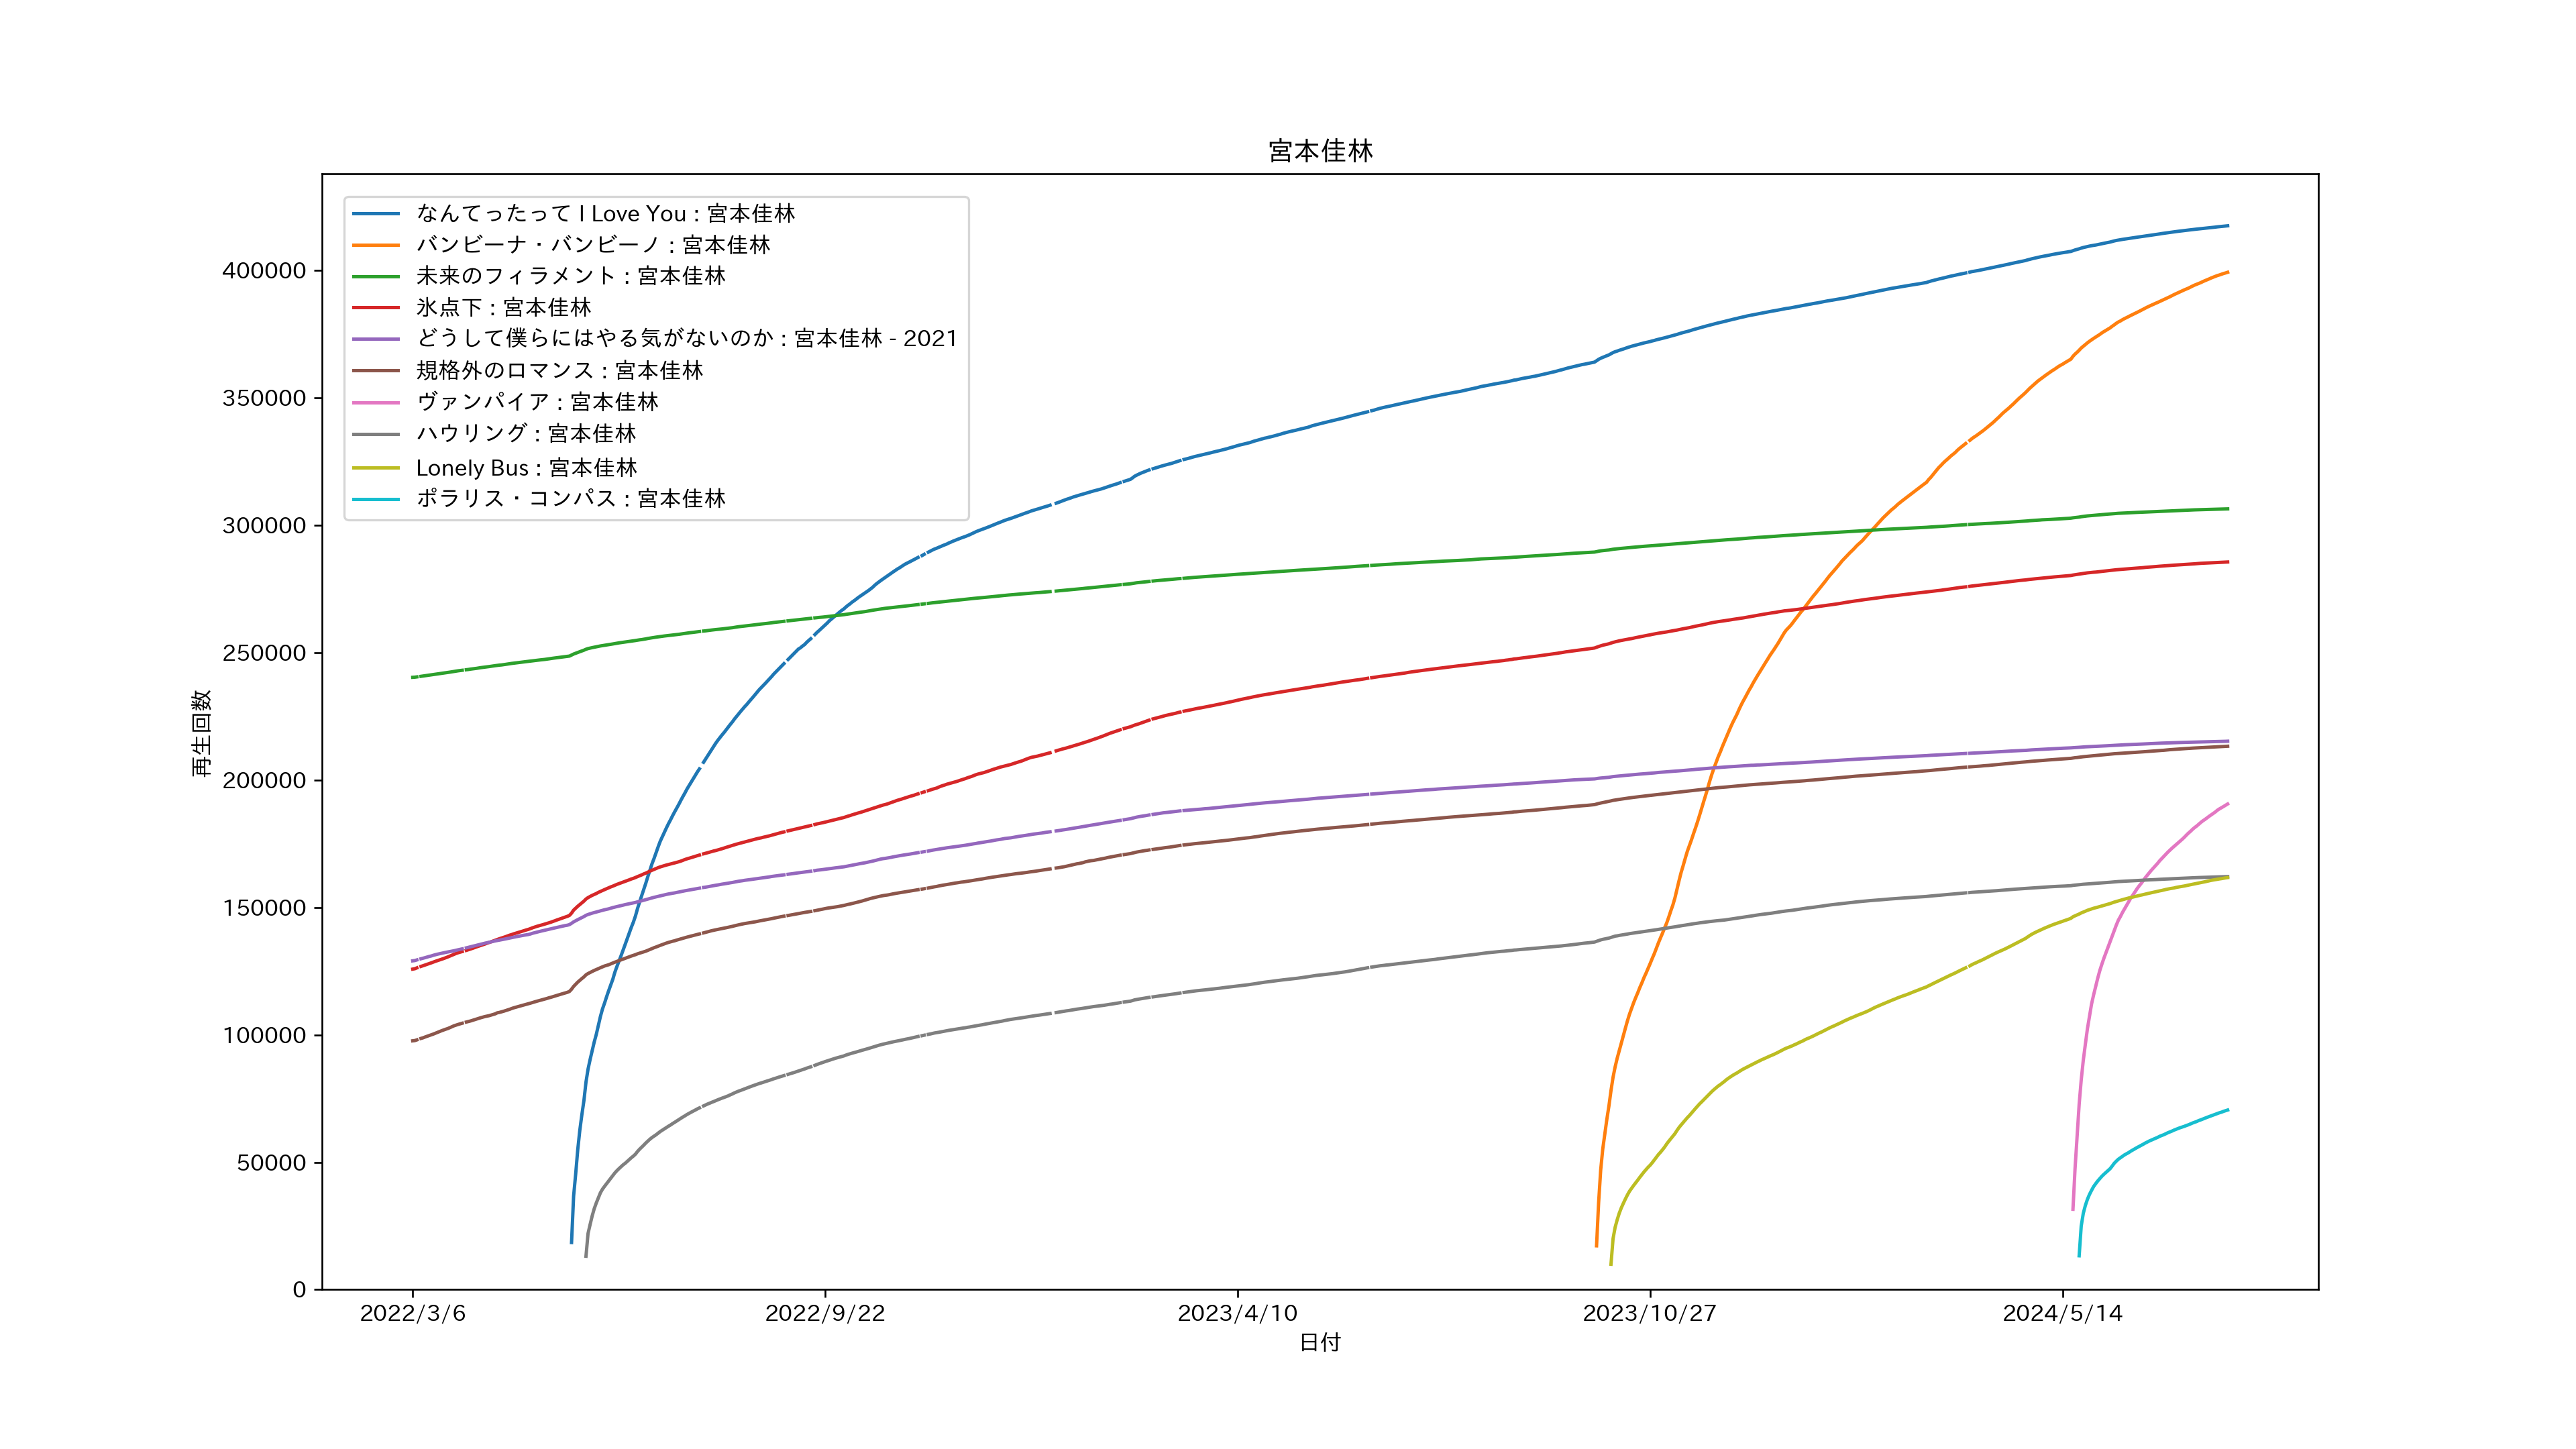 宮本佳林
なんてったって I Love You : 宮本佳林
バンビーナ・バンビーノ : 宮本佳林
未来のフィラメント : 宮本佳林
氷点下 : 宮本佳林
どうして僕らにはやる気がないのか : 宮本佳林 - 2021
規格外のロマンス : 宮本佳林
ヴァンパイア : 宮本佳林
ハウリング : 宮本佳林
Lonely Bus : 宮本佳林
ポラリス・コンパス : 宮本佳林
400000
350000
300000
250000
200000
150000
100000
50000
0
再生回数
2022/3/6 2022/9/22 2023/4/10 2023/10/27 2024/5/14
日付